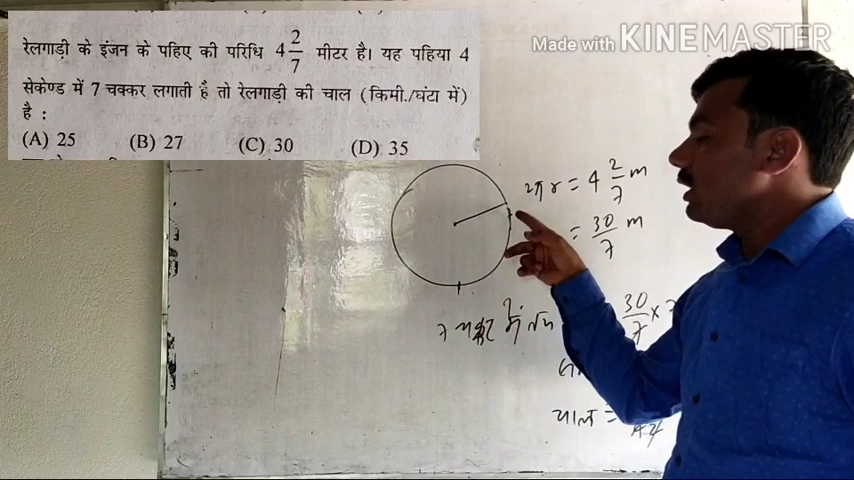 Made with KINEMASTER
रेलगाड़ी के इंजन के पहिए की परिधि 4 2/7 मीटर है। यह पहिया 4
सेकेण्ड में 7 चक्कर लगाती है तो रेलगाड़ी की चाल (किमी./घंटा में)
है :
(A) 25 (B) 27 (C) 30 (D) 35
2πr = 4 2/7 m
= 30/7 m
7 चक्कर में 30/7 ×
चाल =